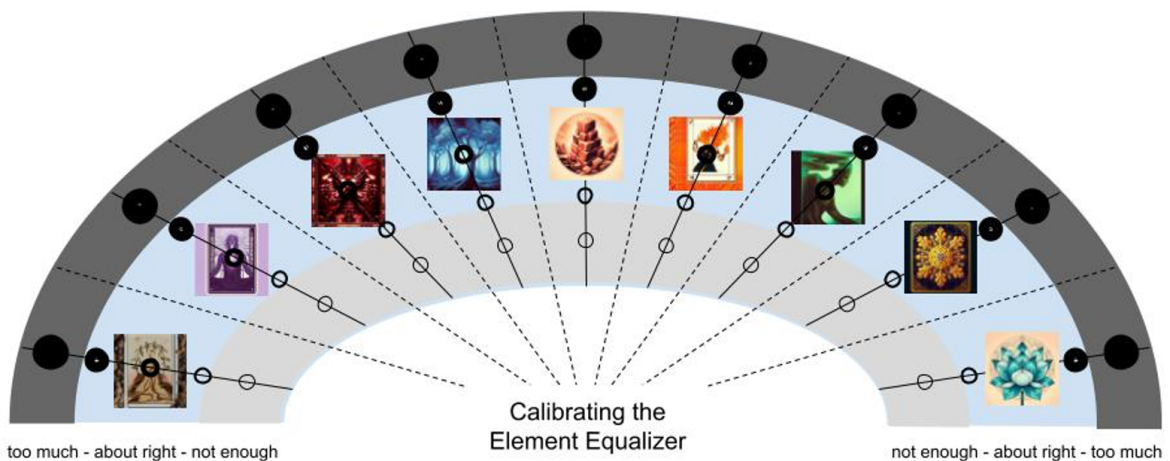 Calibrating the
Element Equalizer
too much - about right - not enough
not enough - about right - too much